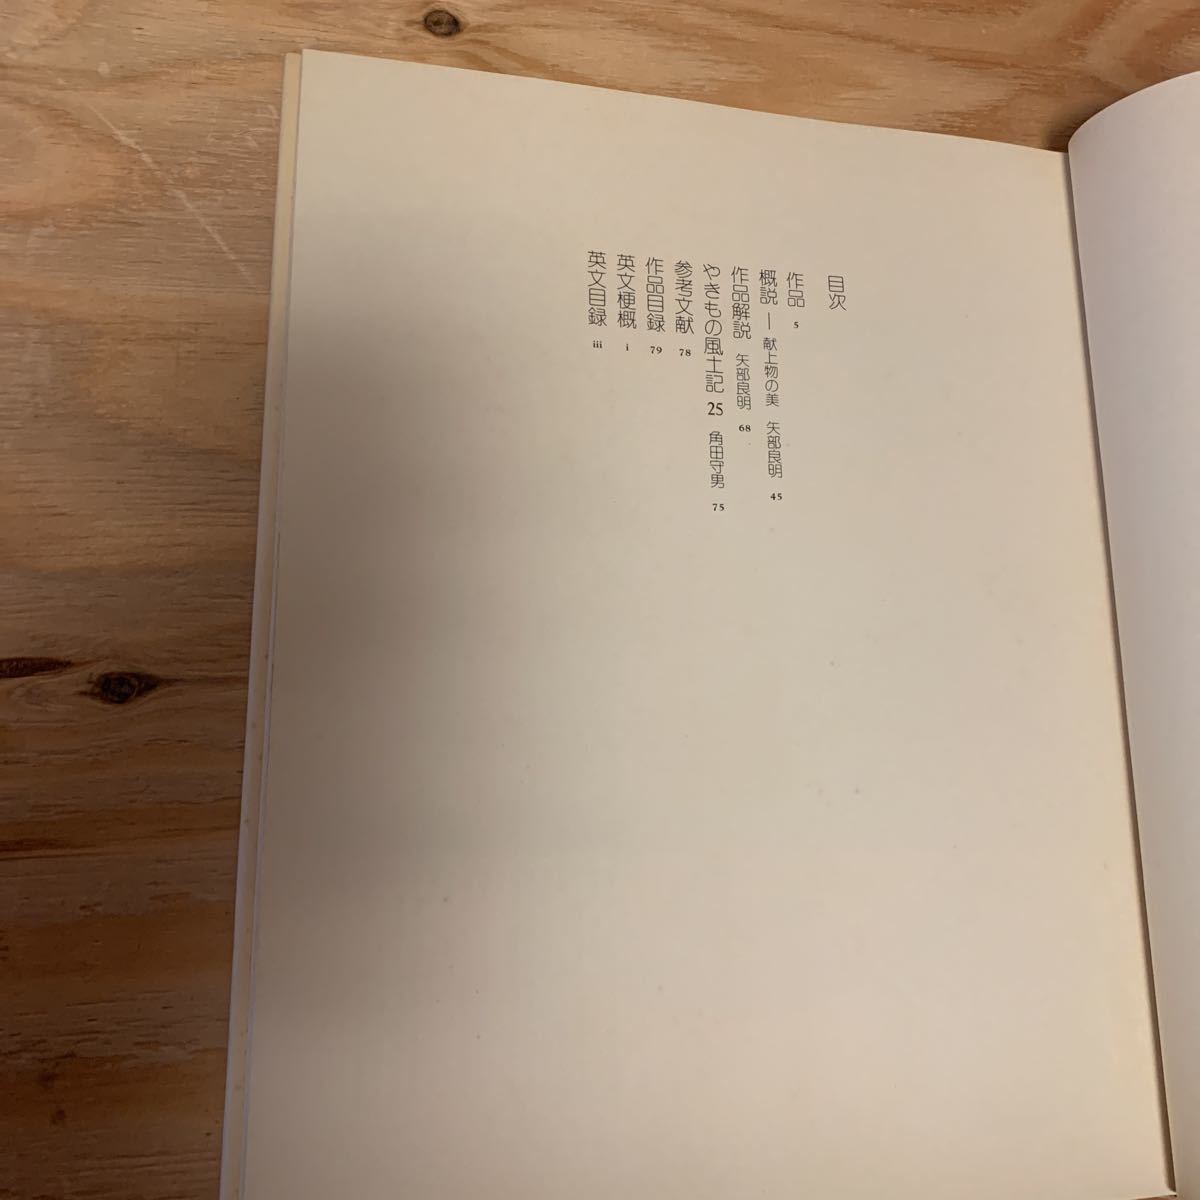 目次
作品 5
概説―献上物の美 矢部良明 45
作品解説 矢部良明 68
やきもの風土記 25 角田守男 75
参考文献 78
作品目録 79
英文梗概 i
英文目録 iii